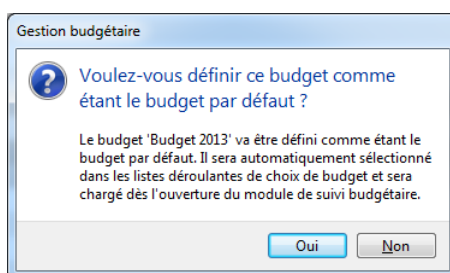 Gestion budgétaire
Voulez-vous définir ce budget comme
étant le budget par défaut ?
Le budget 'Budget 2013' va être défini comme étant le
budget par défaut. Il sera automatiquement sélectionné
dans les listes déroulantes de choix de budget et sera
chargé dès l'ouverture du module de suivi budgétaire.
Oui
Non